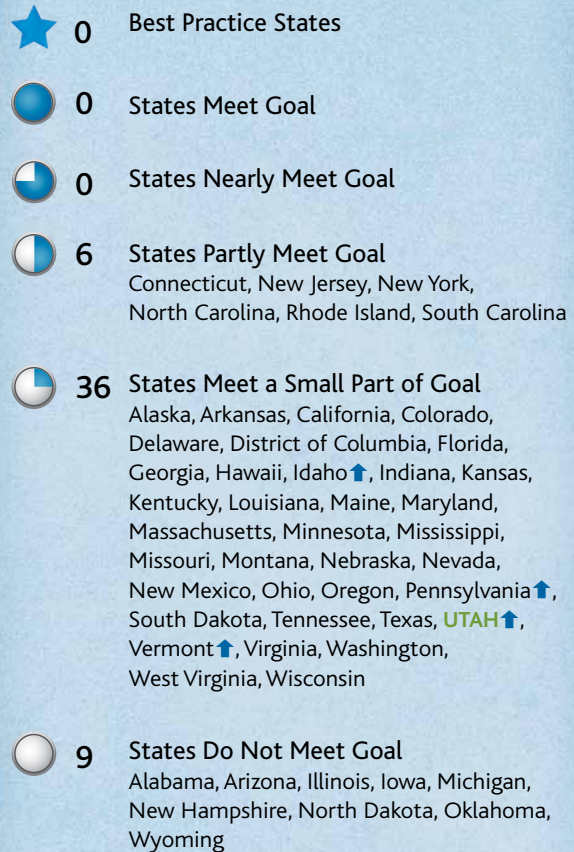 0 Best Practice States
0 States Meet Goal
0 States Nearly Meet Goal
6 States Partly Meet Goal
Connecticut, New Jersey, New York,
North Carolina, Rhode Island, South Carolina
36 States Meet a Small Part of Goal
Alaska, Arkansas, California, Colorado,
Delaware, District of Columbia, Florida,
Georgia, Hawaii, Idaho⬆, Indiana, Kansas,
Kentucky, Louisiana, Maine, Maryland,
Massachusetts, Minnesota, Mississippi,
Missouri, Montana, Nebraska, Nevada,
New Mexico, Ohio, Oregon, Pennsylvania⬆,
South Dakota, Tennessee, Texas, UTAH⬆,
Vermont⬆, Virginia, Washington,
West Virginia, Wisconsin
9 States Do Not Meet Goal
Alabama, Arizona, Illinois, Iowa, Michigan,
New Hampshire, North Dakota, Oklahoma,
Wyoming